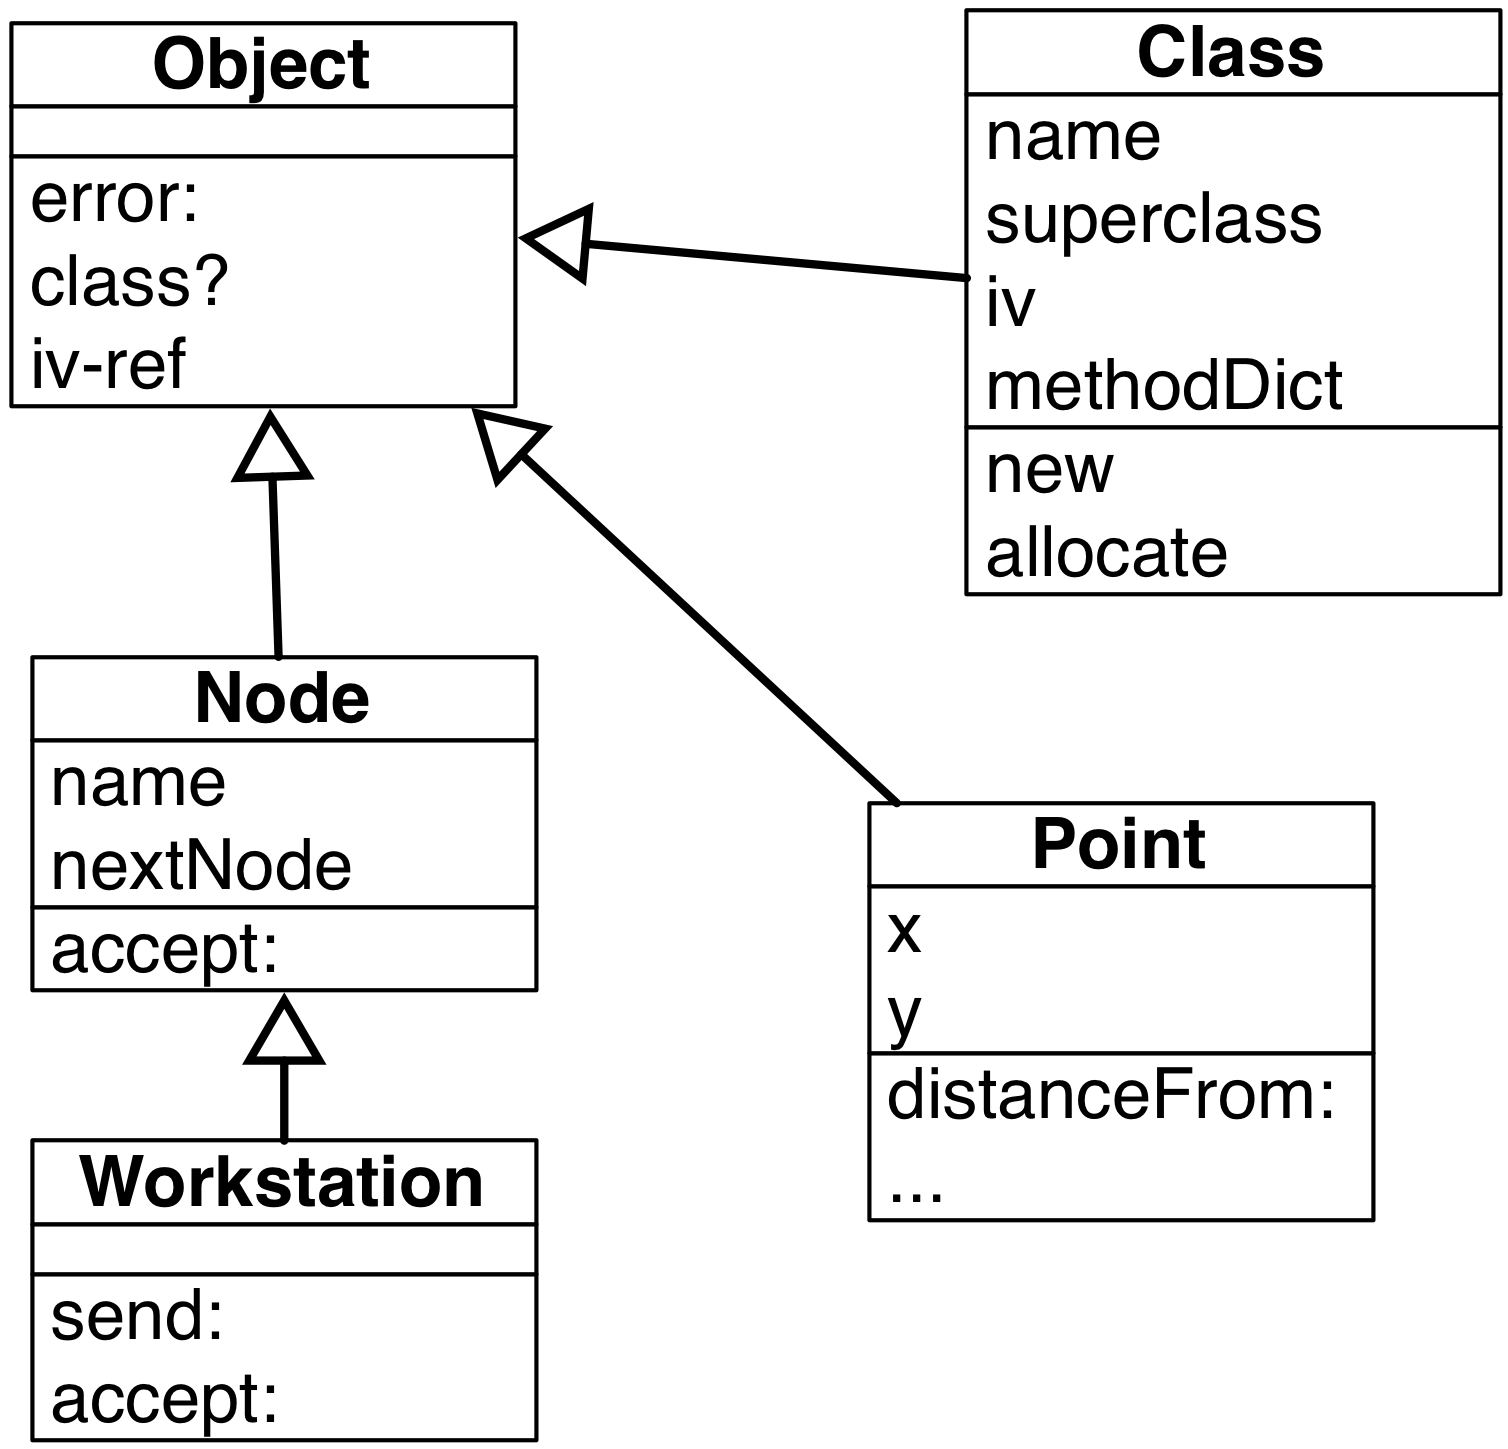 Object
error:
class?
iv-ref
Class
name
superclass
iv
methodDict
new
allocate
Node
name
nextNode
accept:
Point
x
y
distanceFrom:
...
Workstation
send:
accept: